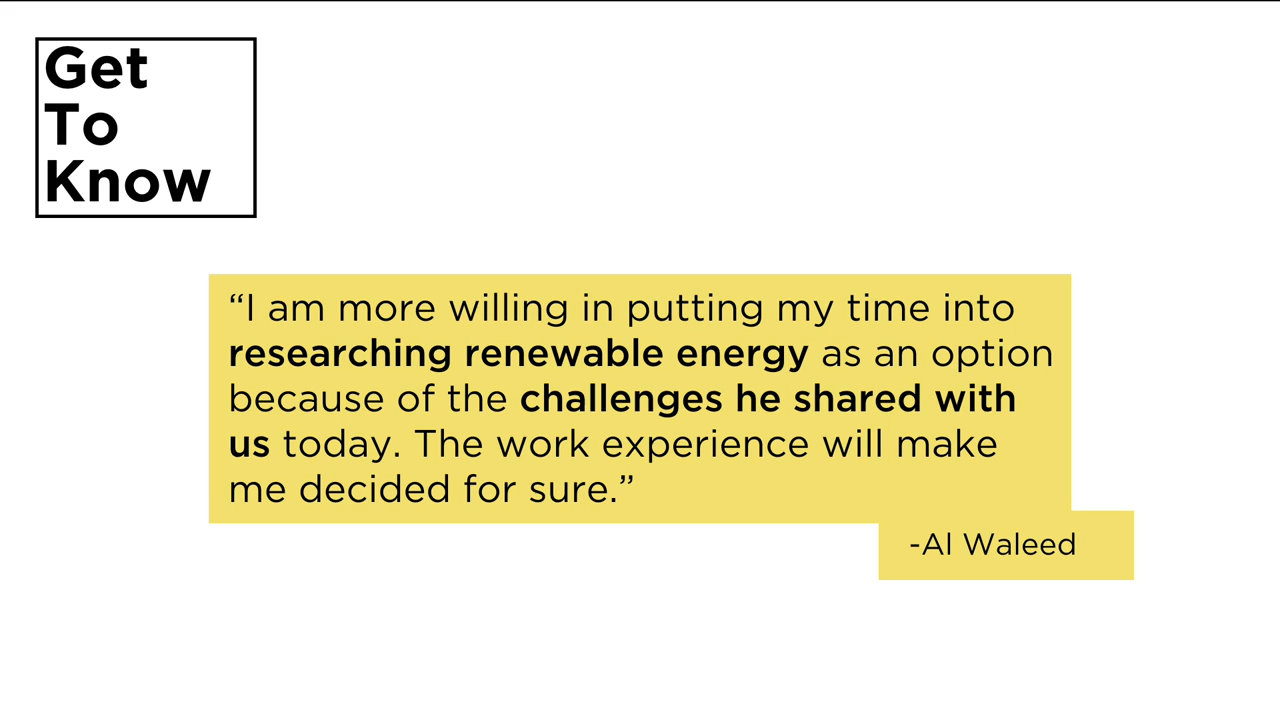 Get
To
Know
“I am more willing in putting my time into
researching renewable energy as an option
because of the challenges he shared with
us today. The work experience will make
me decided for sure.”
-Al Waleed